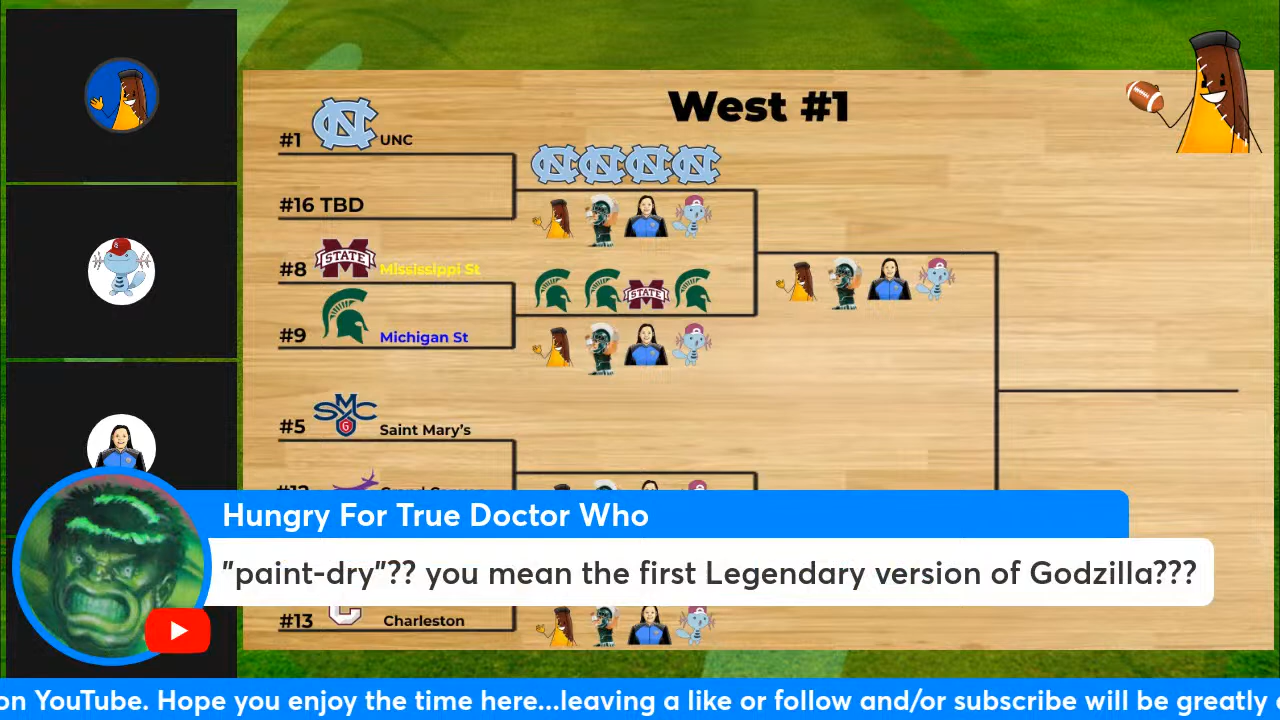 West #1
#1 UNC
#16 TBD
#8 STATE Mississippi St
STATE
#9 Michigan St
#5 SMC G Saint Mary's
#13 Charleston
Hungry For True Doctor Who
"paint-dry"?? you mean the first Legendary version of Godzilla???
on YouTube. Hope you enjoy the time here...leaving a like or follow and/or subscribe will be greatly